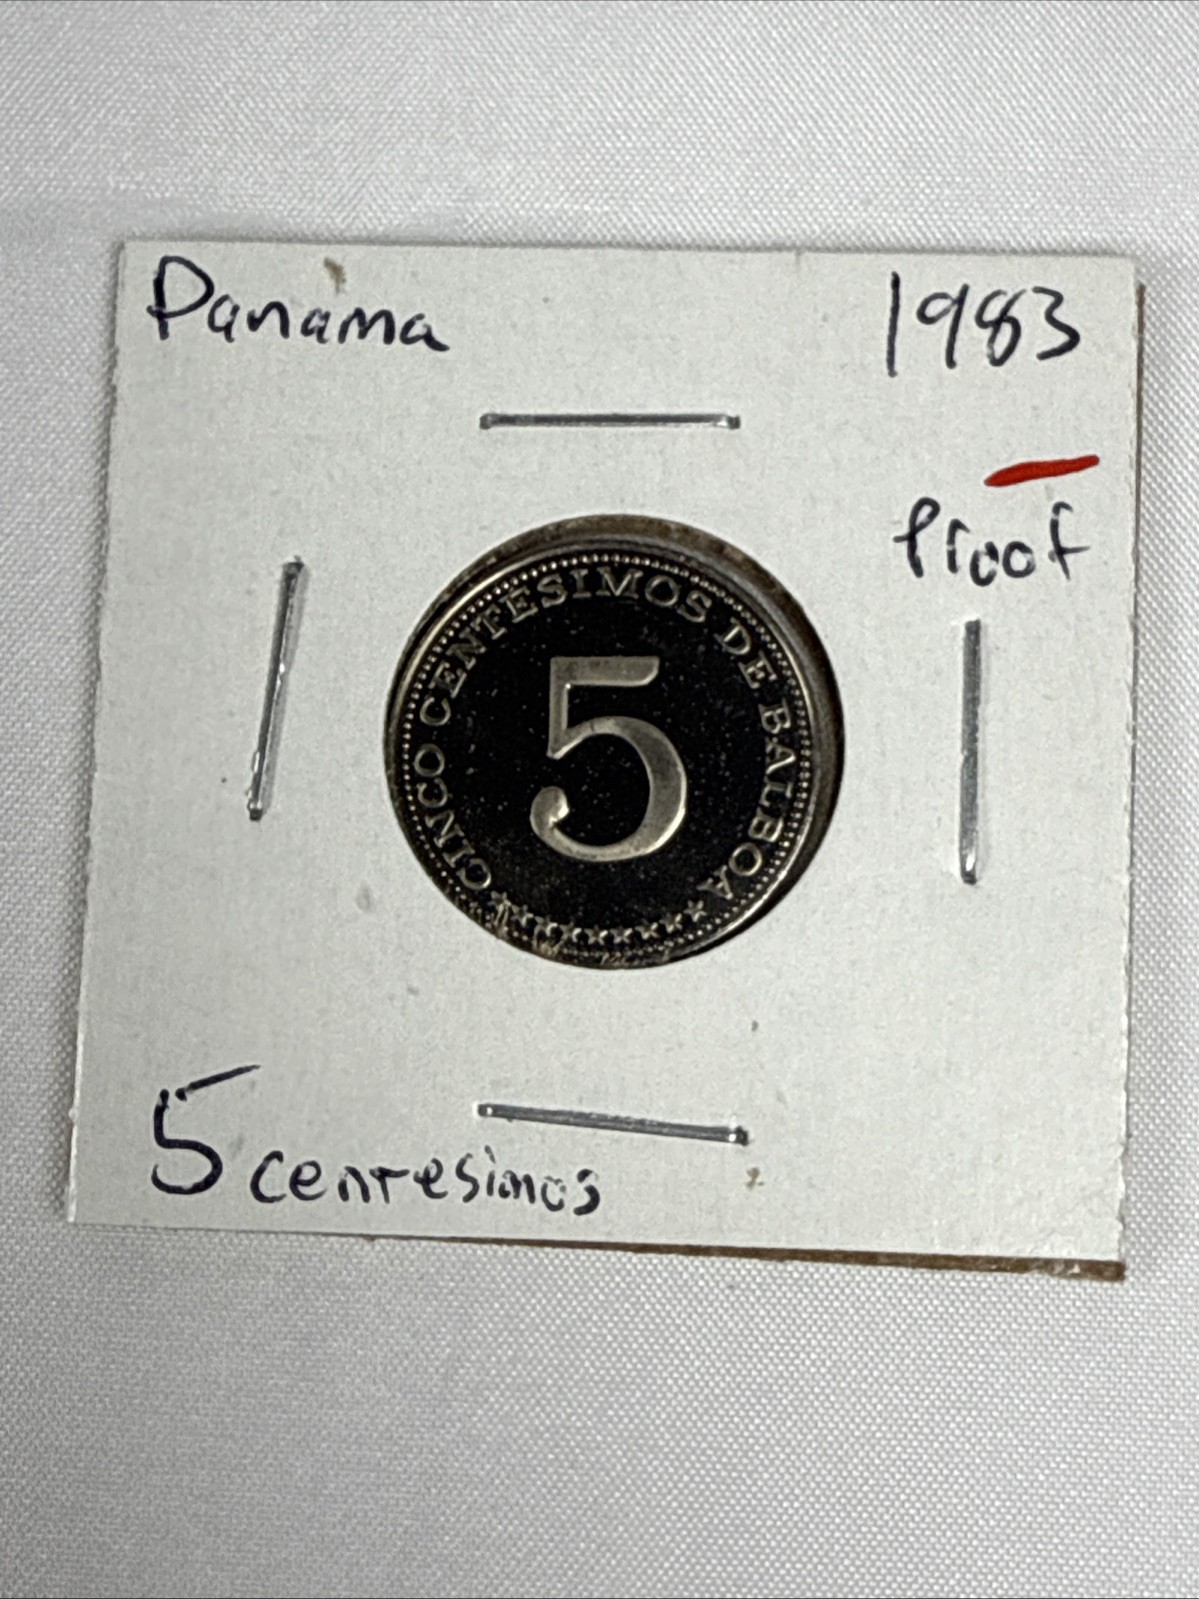 Panama
1983
Proof
CINCO CENTESIMOS DE BALBOA
5
5 centesimos